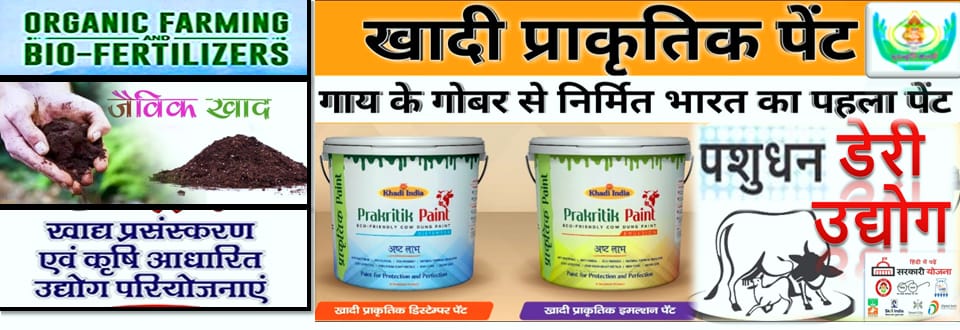 ORGANIC FARMING
AND
BIO-FERTILIZERS
जैविक खाद
खाद्य प्रसंस्करण
एवं कृषि आधारित
उद्योग परियोजनाएं
खादी प्राकृतिक पेंट
गाय के गोबर से निर्मित भारत का पहला पेंट
Khadi India
Prakritik Paint
ECO-FRIENDLY COW DUNG PAINT
DISTEMPER
अष्ट लाभ
Paint for Protection and Perfection
प्राकृतिक पेंट
Khadi India
Prakritik Paint
ECO-FRIENDLY COW DUNG PAINT
EMULSION
अष्ट लाभ
Paint for Protection and Perfection
खादी प्राकृतिक डिस्टेम्पर पेंट
खादी प्राकृतिक इमल्शन पेंट
पशुधन डेरी
उद्योग
हिंदी में पढ़ें
सरकारी योजना